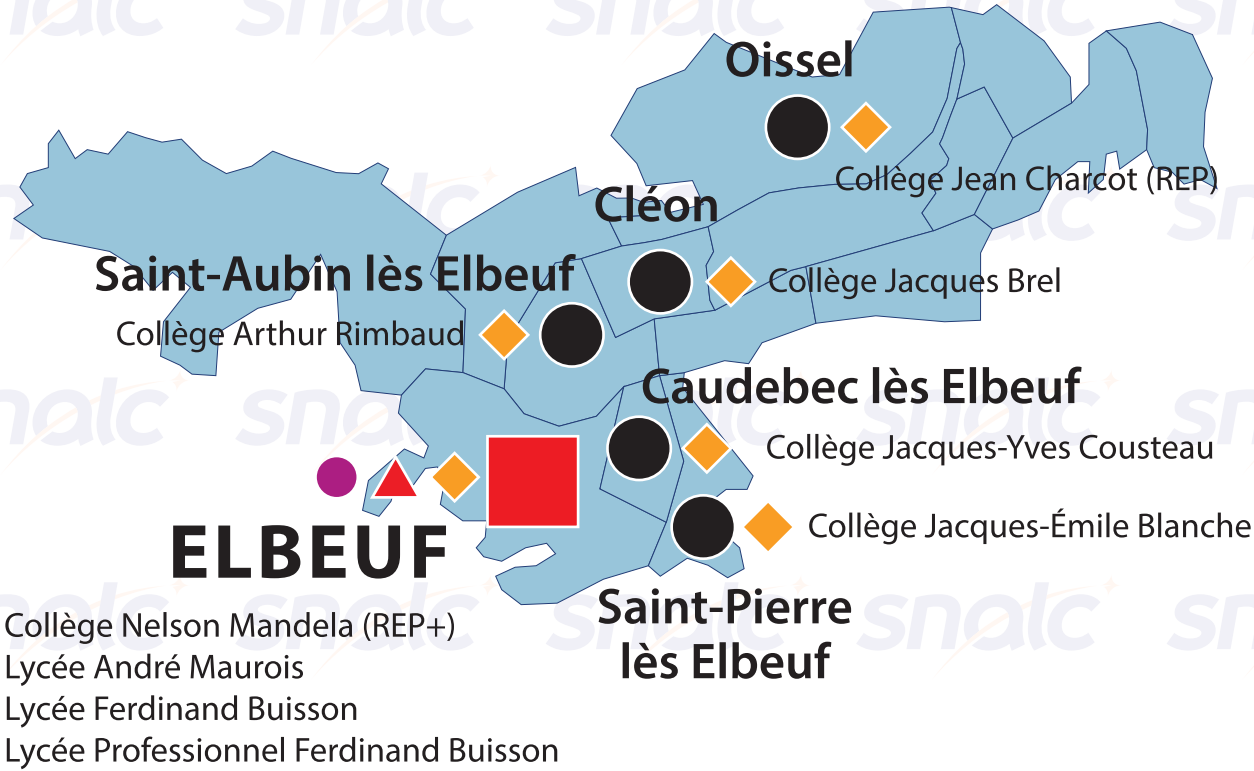 Oissel
Collège Jean Charcot (REP)
Cléon
Collège Jacques Brel
Saint-Aubin lès Elbeuf
Collège Arthur Rimbaud
Caudebec lès Elbeuf
Collège Jacques-Yves Cousteau
Collège Jacques-Émile Blanche
ELBEUF
Saint-Pierre
lès Elbeuf
Collège Nelson Mandela (REP+)
Lycée André Maurois
Lycée Ferdinand Buisson
Lycée Professionnel Ferdinand Buisson
snalc